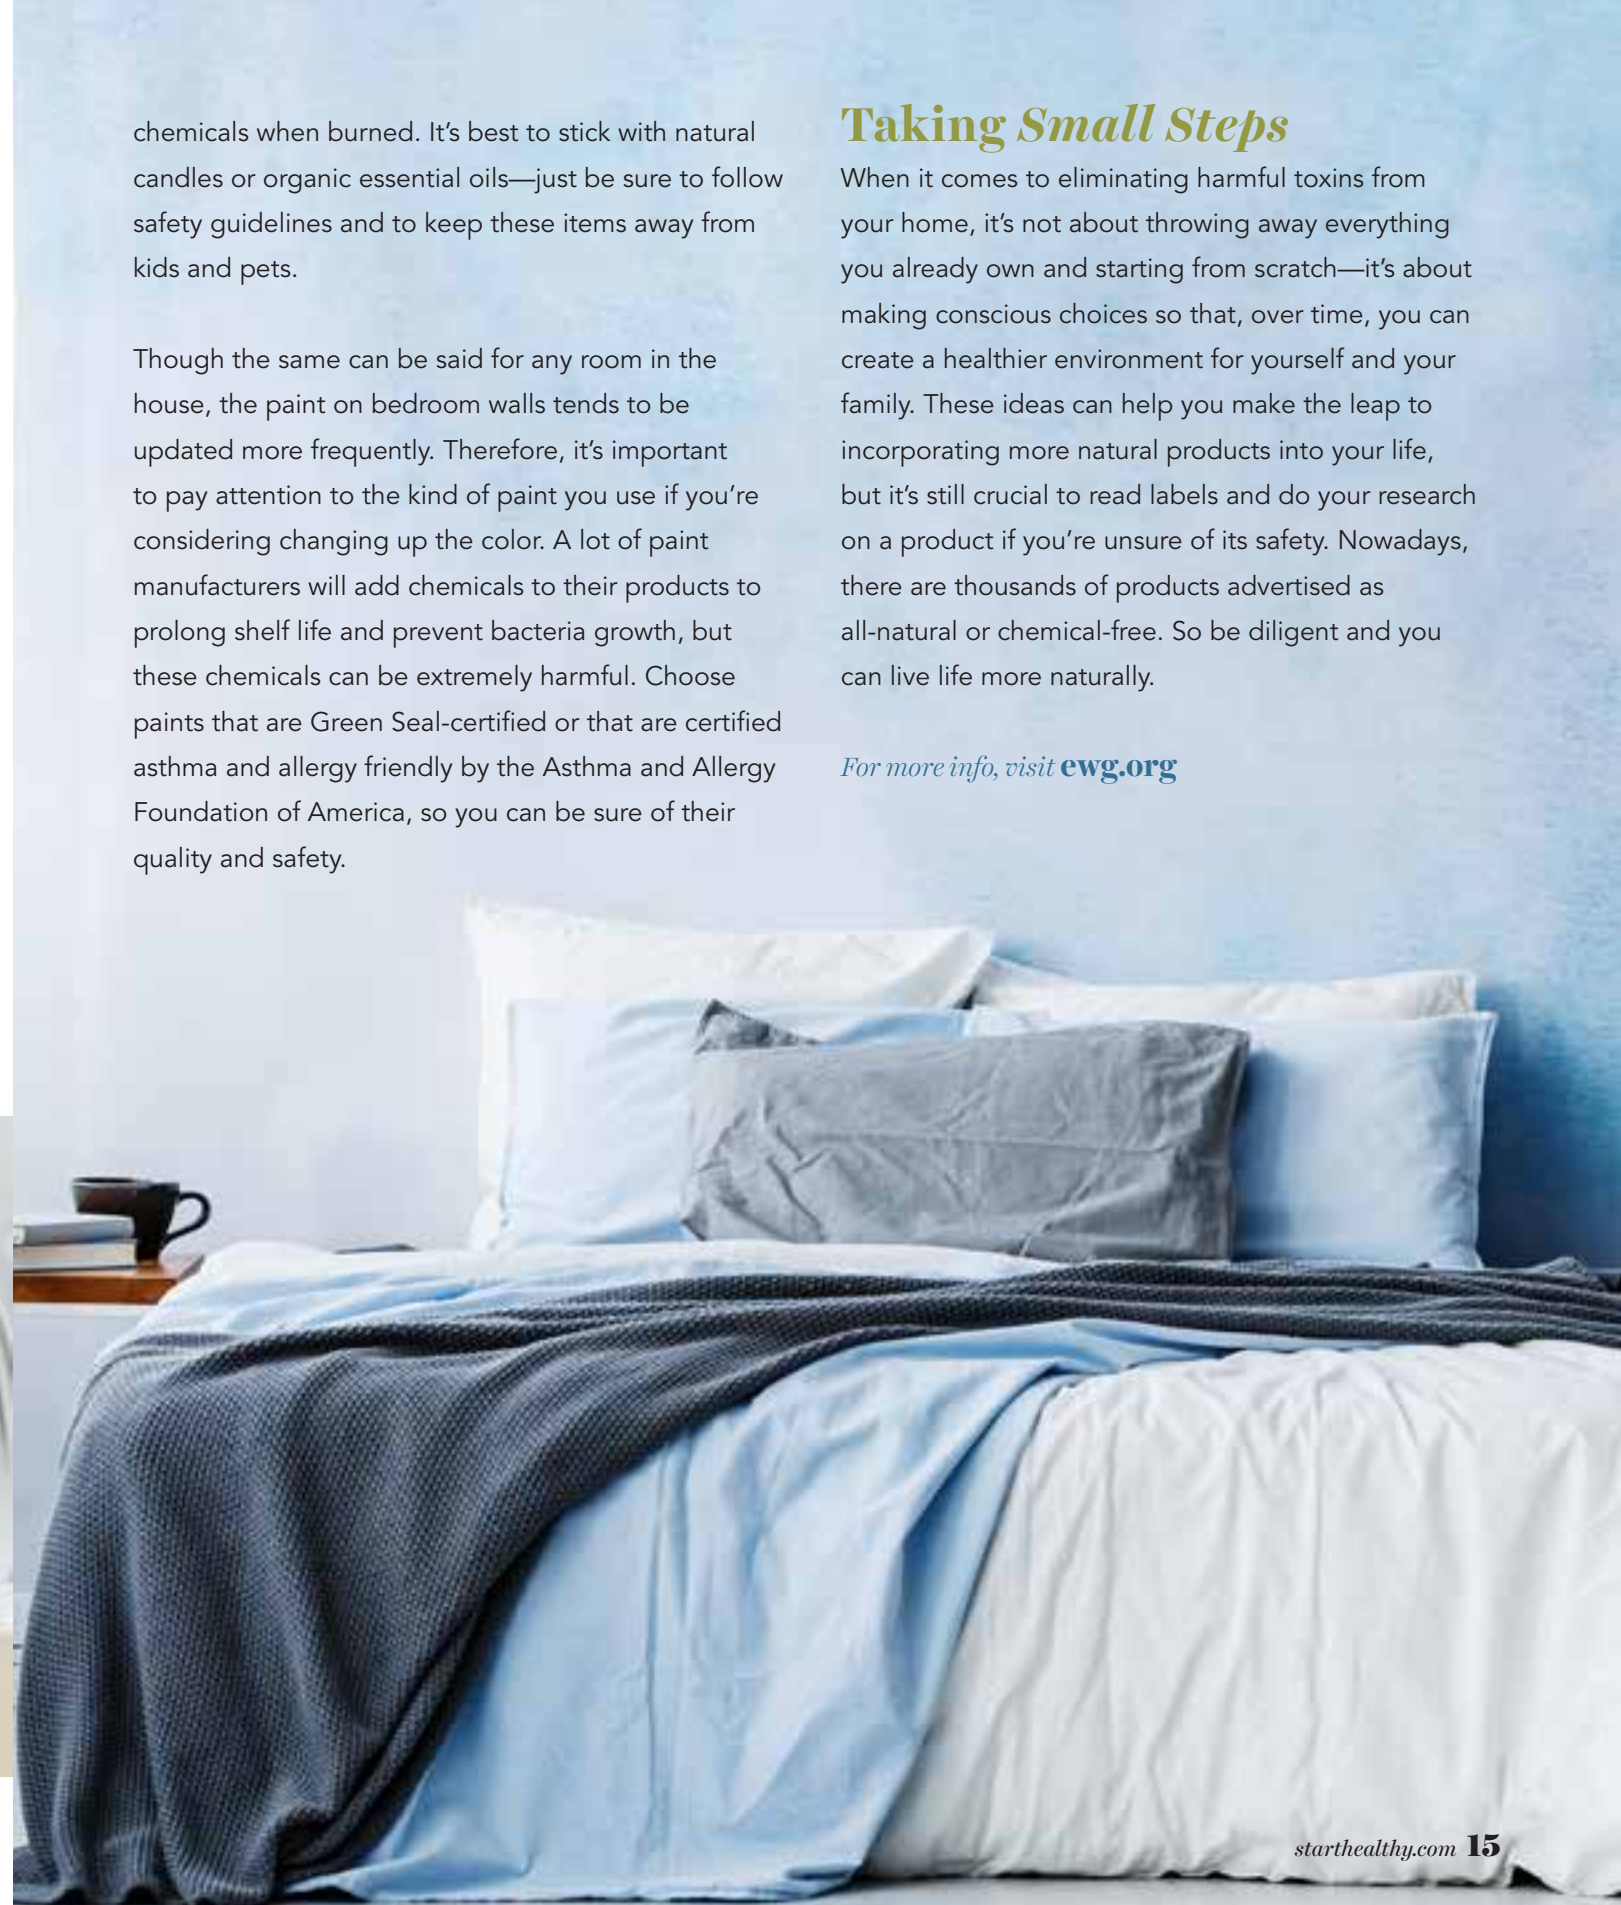 chemicals when burned. It’s best to stick with natural
candles or organic essential oils—just be sure to follow
safety guidelines and to keep these items away from
kids and pets.
Though the same can be said for any room in the
house, the paint on bedroom walls tends to be
updated more frequently. Therefore, it’s important
to pay attention to the kind of paint you use if you’re
considering changing up the color. A lot of paint
manufacturers will add chemicals to their products to
prolong shelf life and prevent bacteria growth, but
these chemicals can be extremely harmful. Choose
paints that are Green Seal-certified or that are certified
asthma and allergy friendly by the Asthma and Allergy
Foundation of America, so you can be sure of their
quality and safety.
Taking Small Steps
When it comes to eliminating harmful toxins from
your home, it’s not about throwing away everything
you already own and starting from scratch—it’s about
making conscious choices so that, over time, you can
create a healthier environment for yourself and your
family. These ideas can help you make the leap to
incorporating more natural products into your life,
but it’s still crucial to read labels and do your research
on a product if you’re unsure of its safety. Nowadays,
there are thousands of products advertised as
all-natural or chemical-free. So be diligent and you
can live life more naturally.
For more info, visit ewg.org
starthealthy.com 15